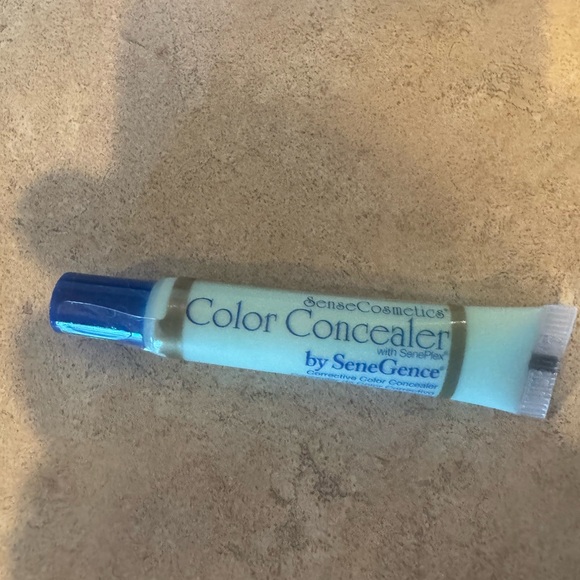 SenseCosmetics®
Color Concealer
with SenePlex®
by SeneGence®
Corrective Color Concealer